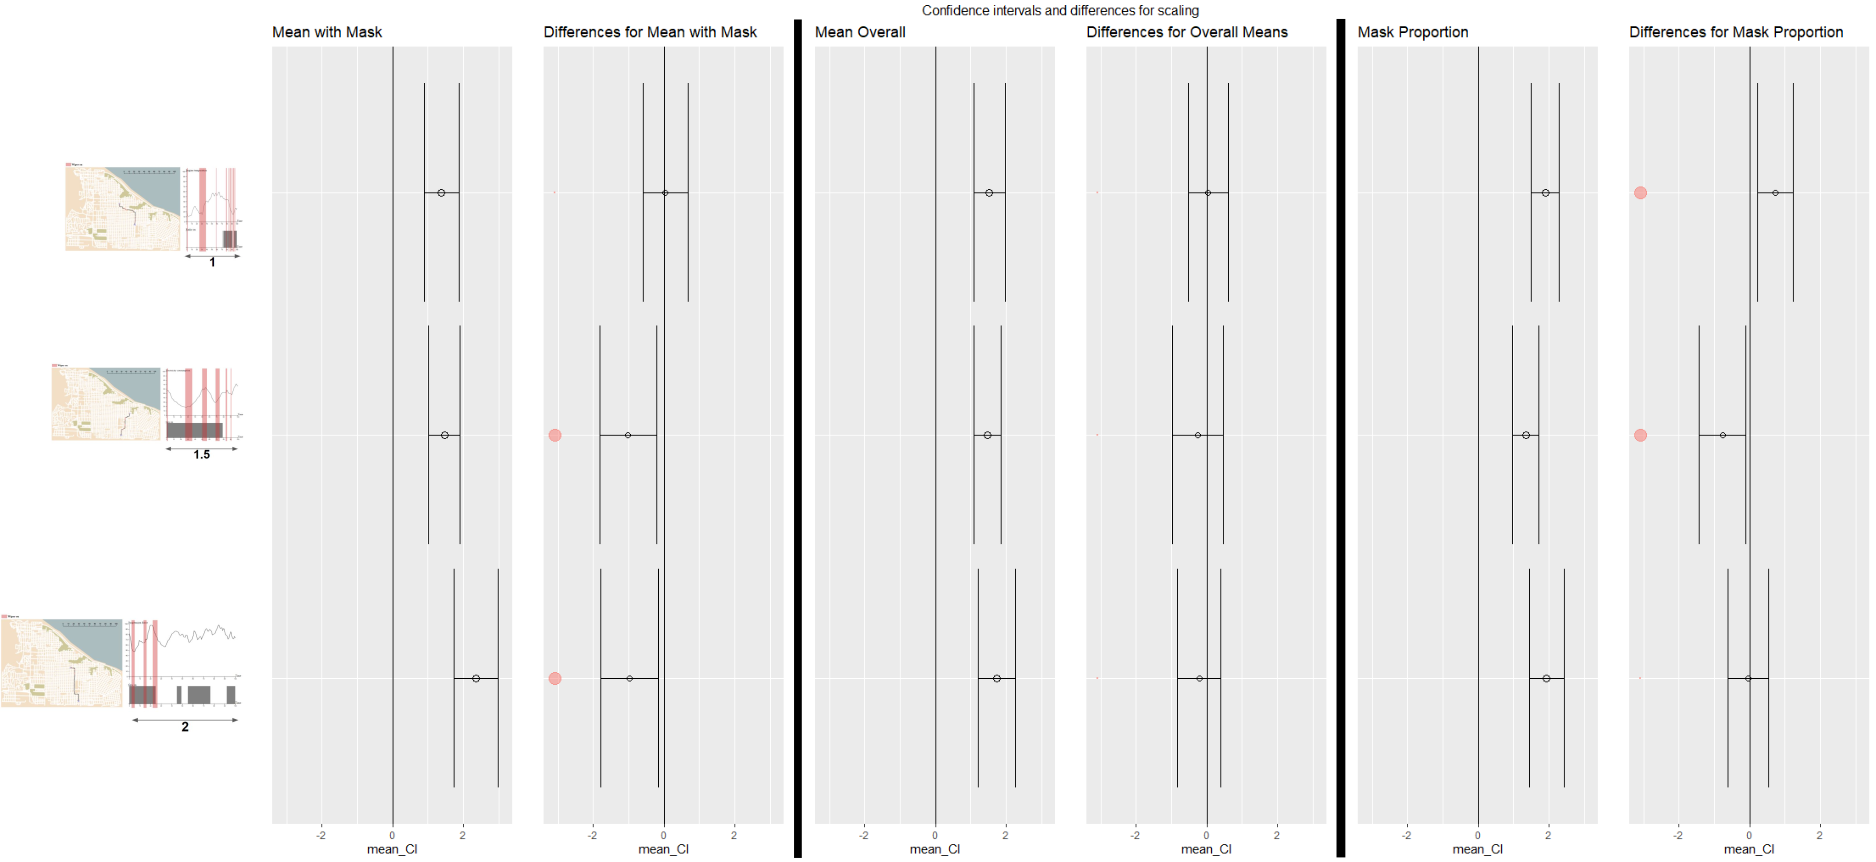 Confidence intervals and differences for scaling
Mean with Mask
Differences for Mean with Mask
Mean Overall
Differences for Overall Means
Mask Proportion
Differences for Mask Proportion
1
1.5
2
-2 0 2
-2 0 2
-2 0 2
-2 0 2
-2 0 2
-2 0 2
mean_CI
mean_CI
mean_CI
mean_CI
mean_CI
mean_CI